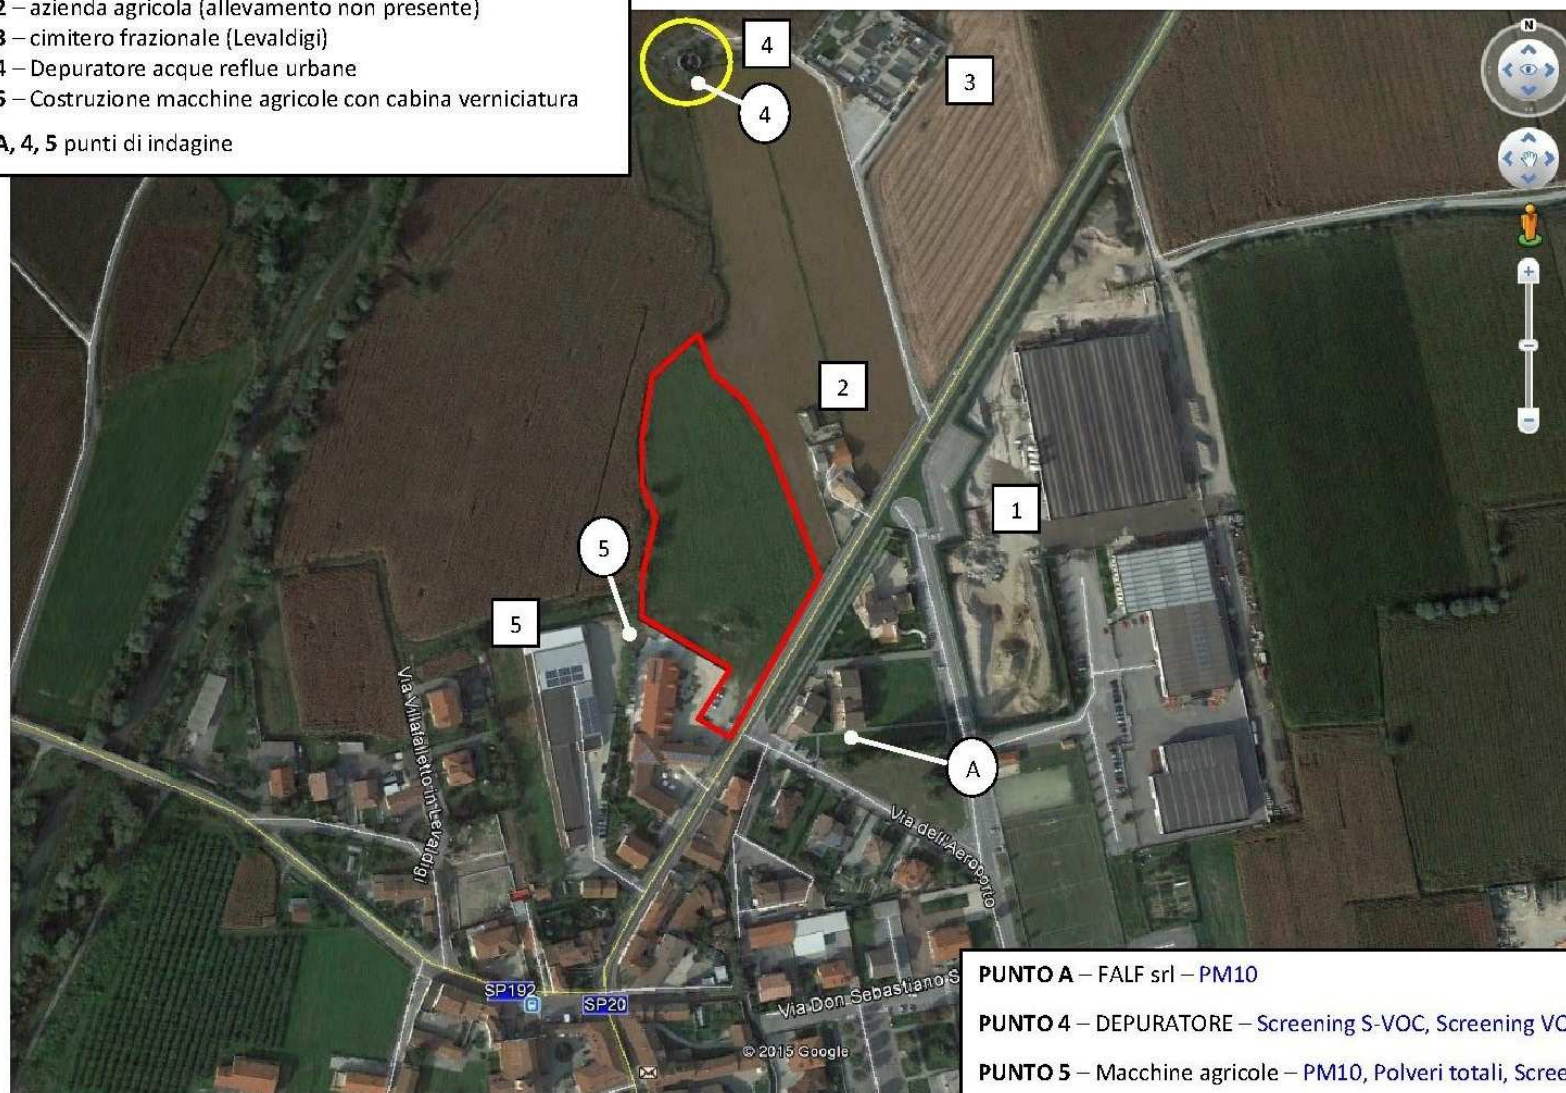 2 – azienda agricola (allevamento non presente)
3 – cimitero frazionale (Levaldigi)
4 – Depuratore acque reflue urbane
5 – Costruzione macchine agricole con cabina verniciatura
A, 4, 5 punti di indagine
N
4
3
4
2
1
5
5
A
Via Villafalletto in Levaldigi
Via dell'Aeroporto
SP192
SP20
Via Don Sebastiano S
© 2015 Google
PUNTO A – FALF srl – PM10
PUNTO 4 – DEPURATORE – Screening S-VOC, Screening VO
PUNTO 5 – Macchine agricole – PM10, Polveri totali, Scree